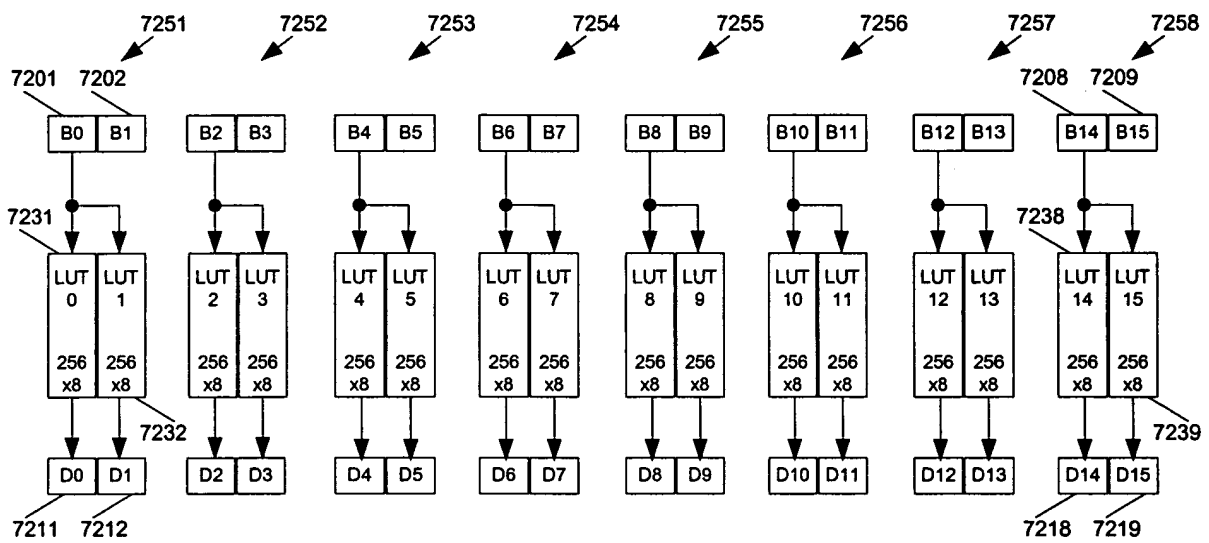 7251 7252 7253 7254 7255 7256 7257 7258
7201 7202 7208 7209
B0 B1 B2 B3 B4 B5 B6 B7 B8 B9 B10 B11 B12 B13 B14 B15
7231 7238
LUT LUT LUT LUT LUT LUT LUT LUT LUT LUT LUT LUT LUT LUT LUT LUT
0 1 2 3 4 5 6 7 8 9 10 11 12 13 14 15
256 256 256 256 256 256 256 256 256 256 256 256 256 256 256 256
x8 x8 x8 x8 x8 x8 x8 x8 x8 x8 x8 x8 x8 x8 x8 x8
7232 7239
D0 D1 D2 D3 D4 D5 D6 D7 D8 D9 D10 D11 D12 D13 D14 D15
7211 7212 7218 7219